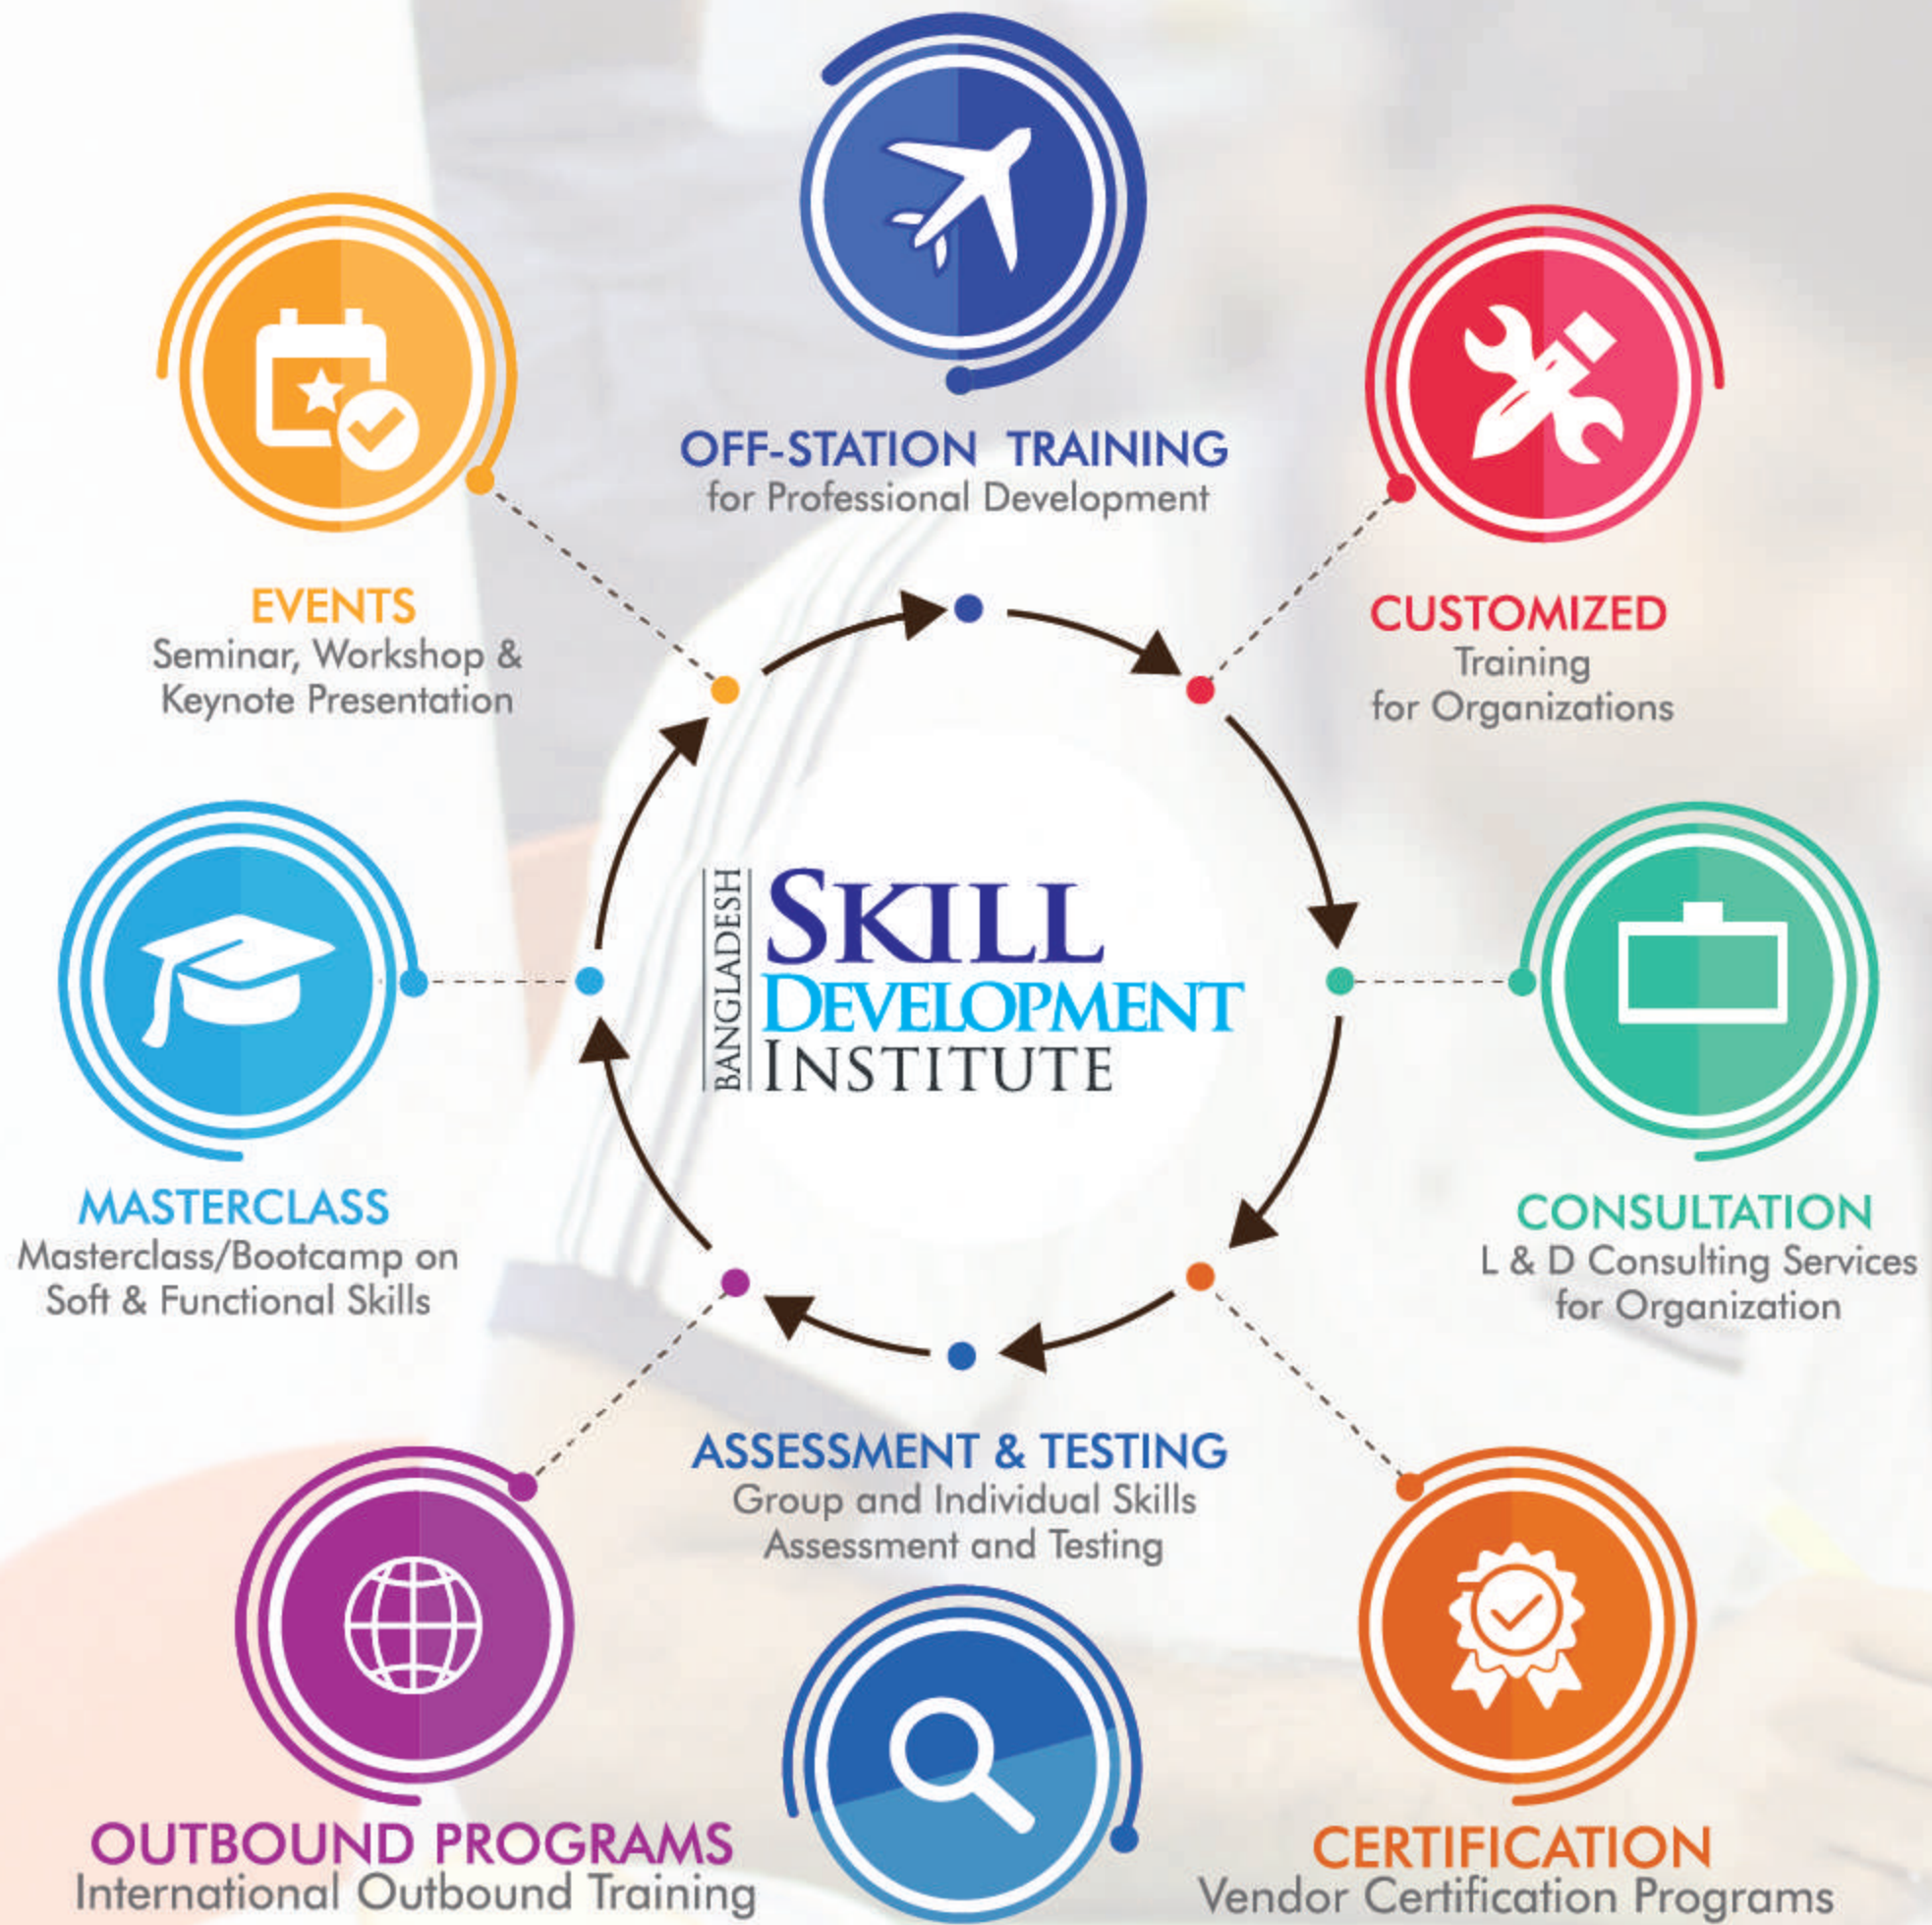 OFF-STATION TRAINING
for Professional Development
EVENTS
Seminar, Workshop &
Keynote Presentation
CUSTOMIZED
Training
for Organizations
BANGLADESH
SKILL
DEVELOPMENT
INSTITUTE
MASTERCLASS
Masterclass/Bootcamp on
Soft & Functional Skills
CONSULTATION
L & D Consulting Services
for Organization
ASSESSMENT & TESTING
Group and Individual Skills
Assessment and Testing
OUTBOUND PROGRAMS
International Outbound Training
CERTIFICATION
Vendor Certification Programs